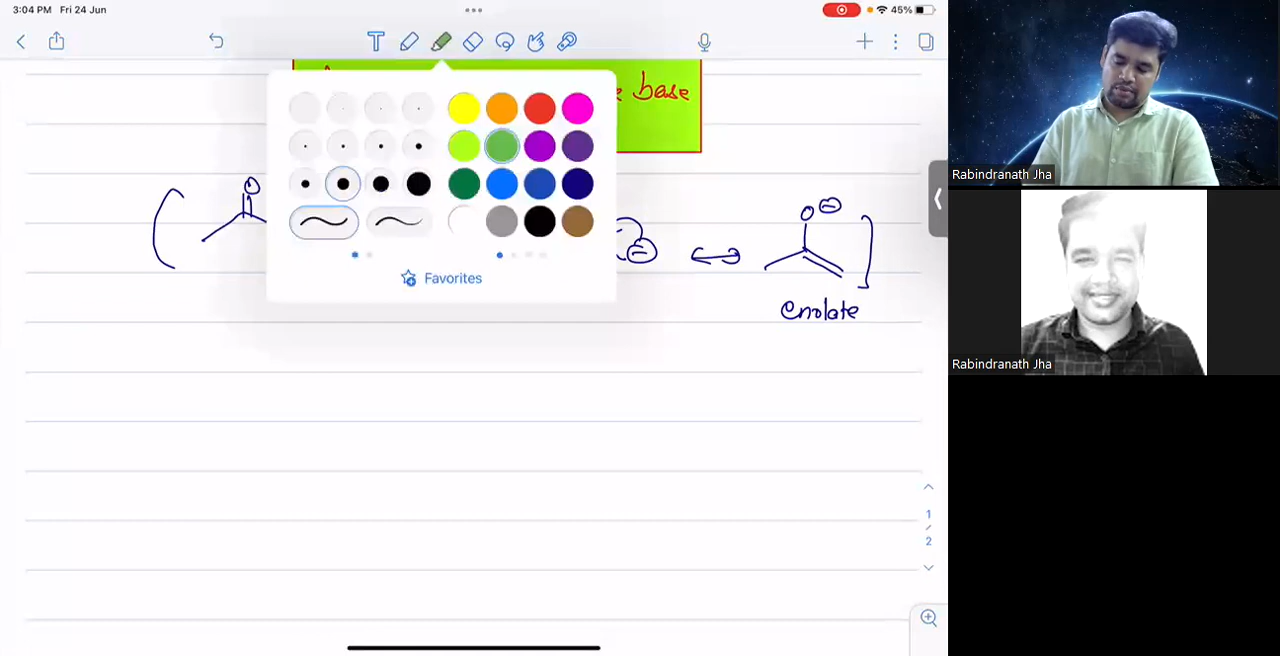 3:04 PM Fri 24 Jun
45%
T
base
O
O
enolate
Favorites
1
2
Rabindranath Jha
Rabindranath Jha